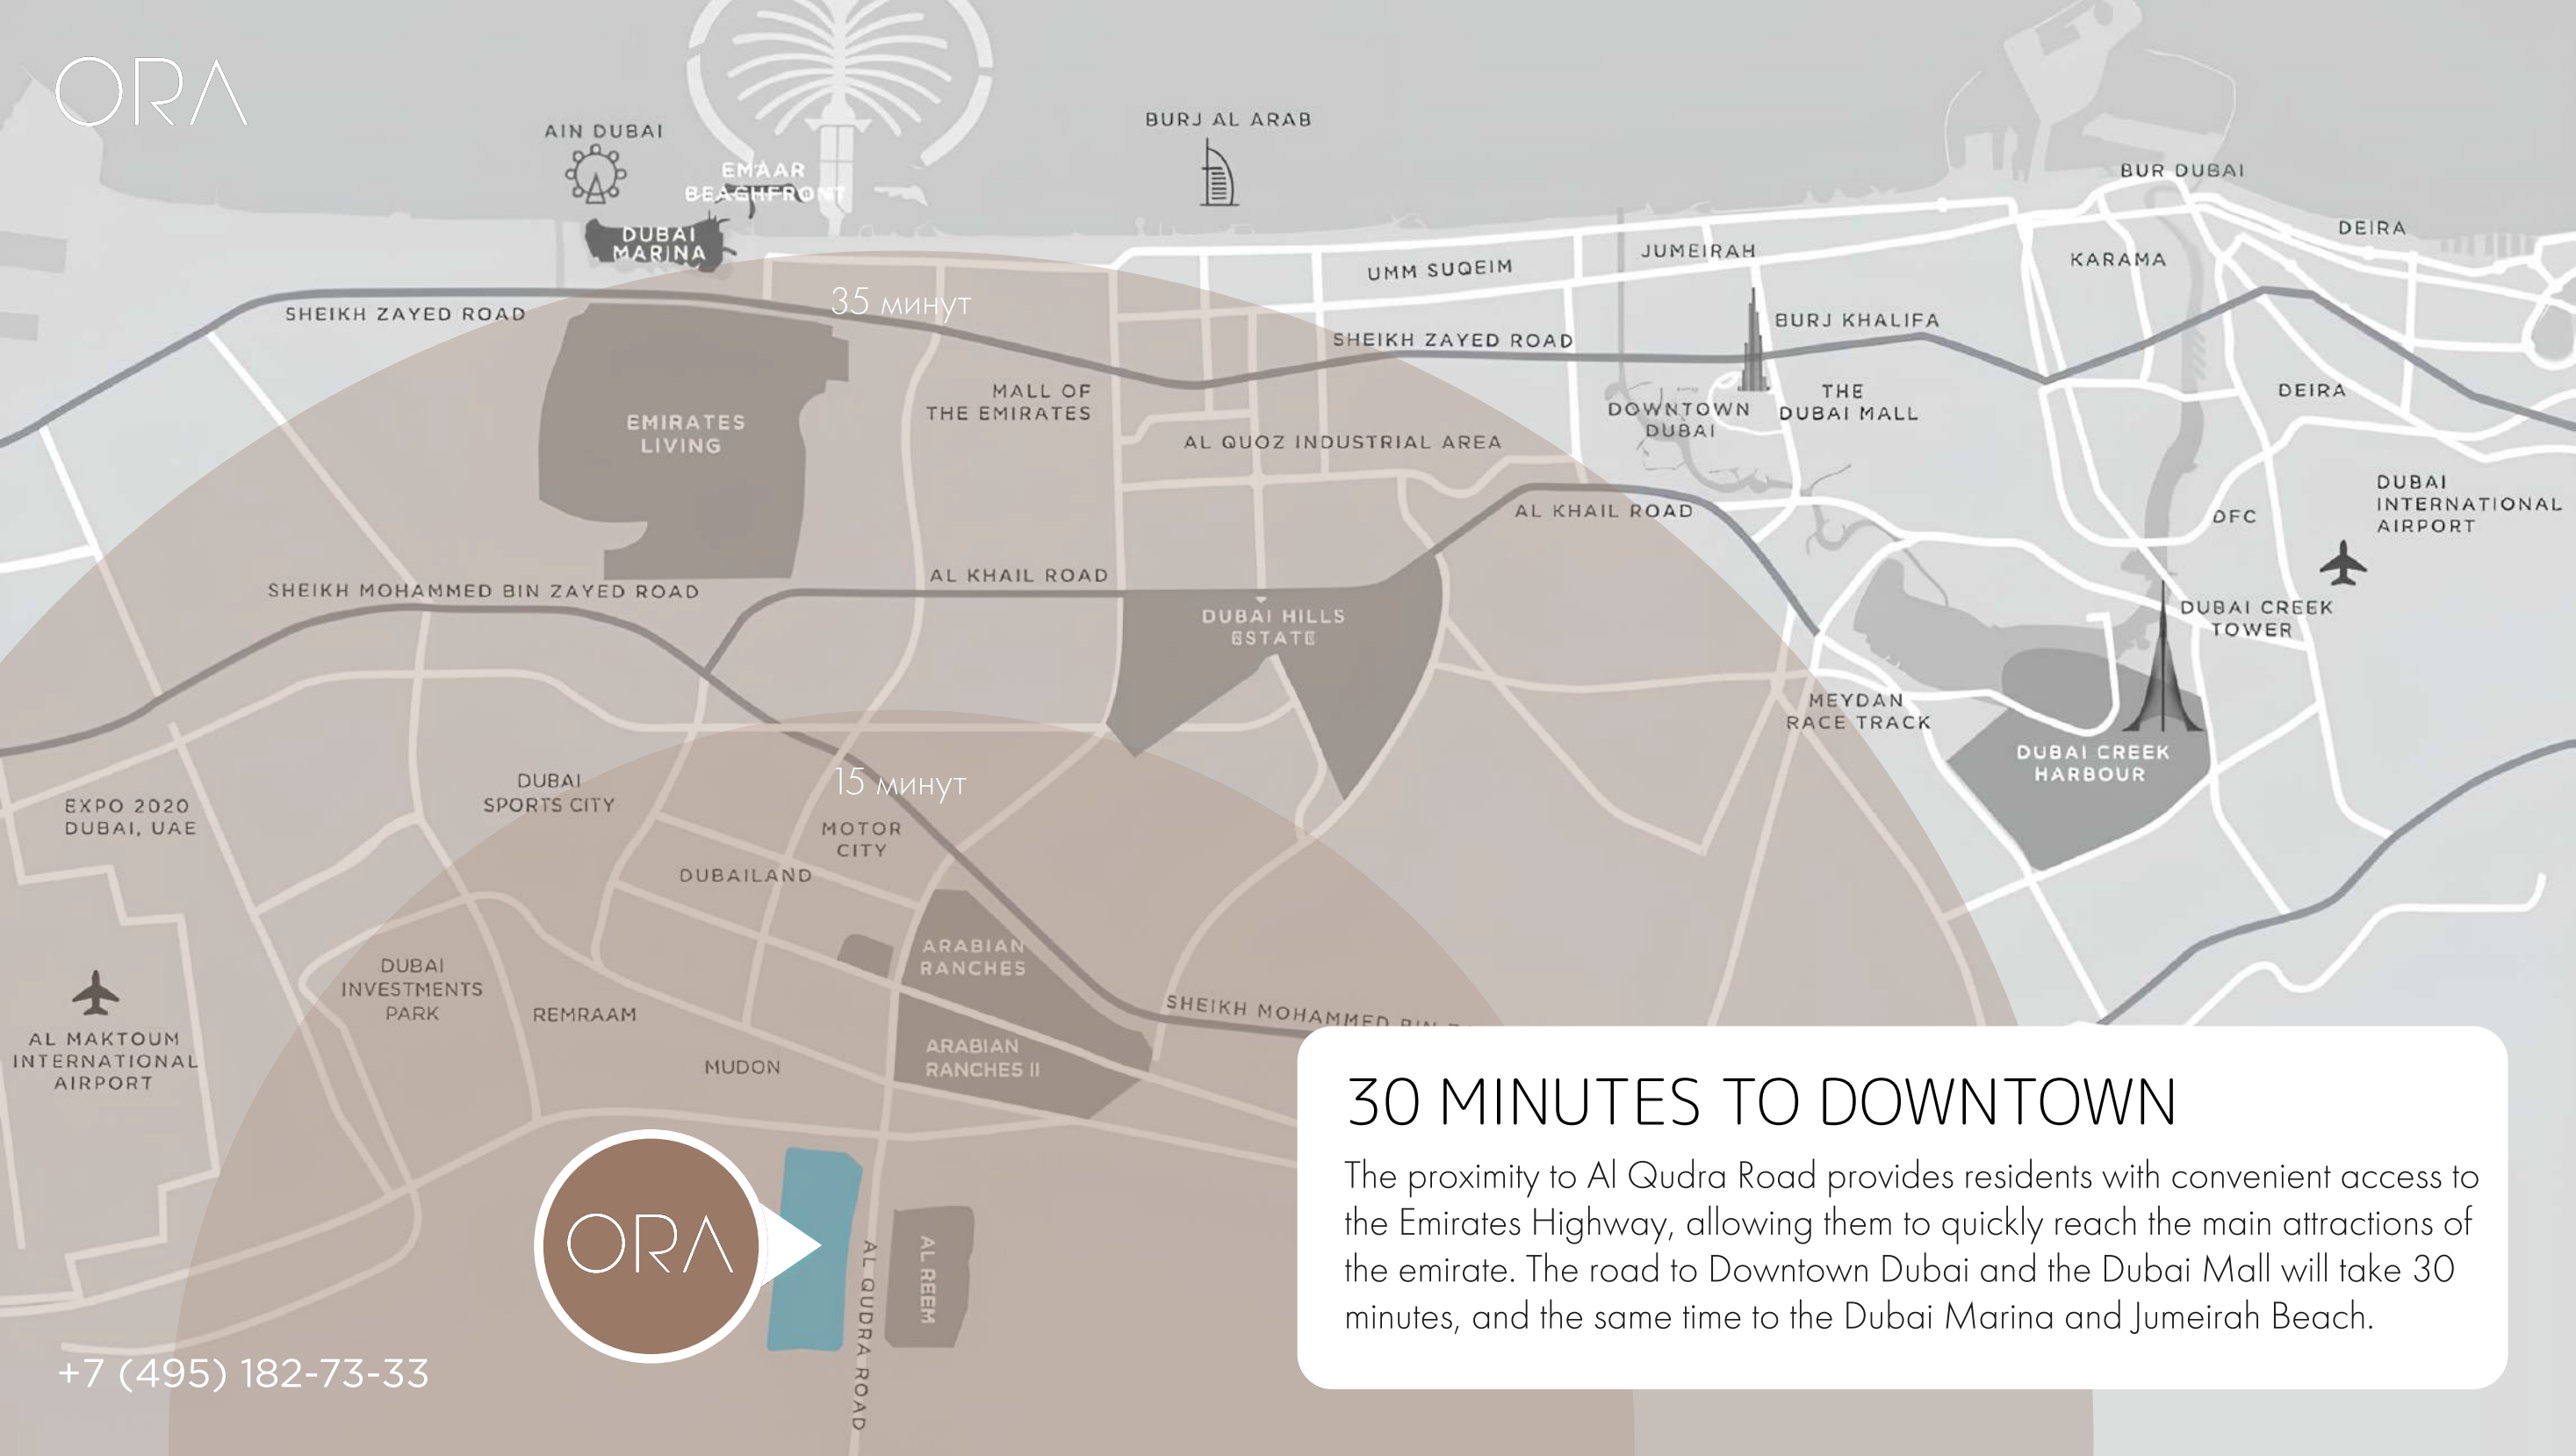 ORA
AIN DUBAI
EMAAR
BEACHFRONT
DUBAI
MARINA
BURJ AL ARAB
BUR DUBAI
DEIRA
JUMEIRAH
KARAMA
UMM SUQEIM
35 минут
SHEIKH ZAYED ROAD
SHEIKH ZAYED ROAD
BURJ KHALIFA
MALL OF
THE EMIRATES
EMIRATES
LIVING
DOWNTOWN
DUBAI
THE
DUBAI MALL
DEIRA
AL QUOZ INDUSTRIAL AREA
DUBAI
INTERNATIONAL
AIRPORT
AL KHAIL ROAD
DFC
AL KHAIL ROAD
SHEIKH MOHAMMED BIN ZAYED ROAD
DUBAI HILLS
ESTATE
DUBAI CREEK
TOWER
MEYDAN
RACE TRACK
DUBAI CREEK
HARBOUR
15 минут
DUBAI
SPORTS CITY
EXPO 2020
DUBAI, UAE
MOTOR
CITY
DUBAILAND
ARABIAN
RANCHES
DUBAI
INVESTMENTS
PARK
REMRAAM
SHEIKH MOHAMMED BIN
AL MAKTOUM
INTERNATIONAL
AIRPORT
MUDON
ARABIAN
RANCHES II
ORA
AL QUDRA ROAD
AL REEM
30 MINUTES TO DOWNTOWN
The proximity to Al Qudra Road provides residents with convenient access to
the Emirates Highway, allowing them to quickly reach the main attractions of
the emirate. The road to Downtown Dubai and the Dubai Mall will take 30
minutes, and the same time to the Dubai Marina and Jumeirah Beach.
+7 (495) 182-73-33